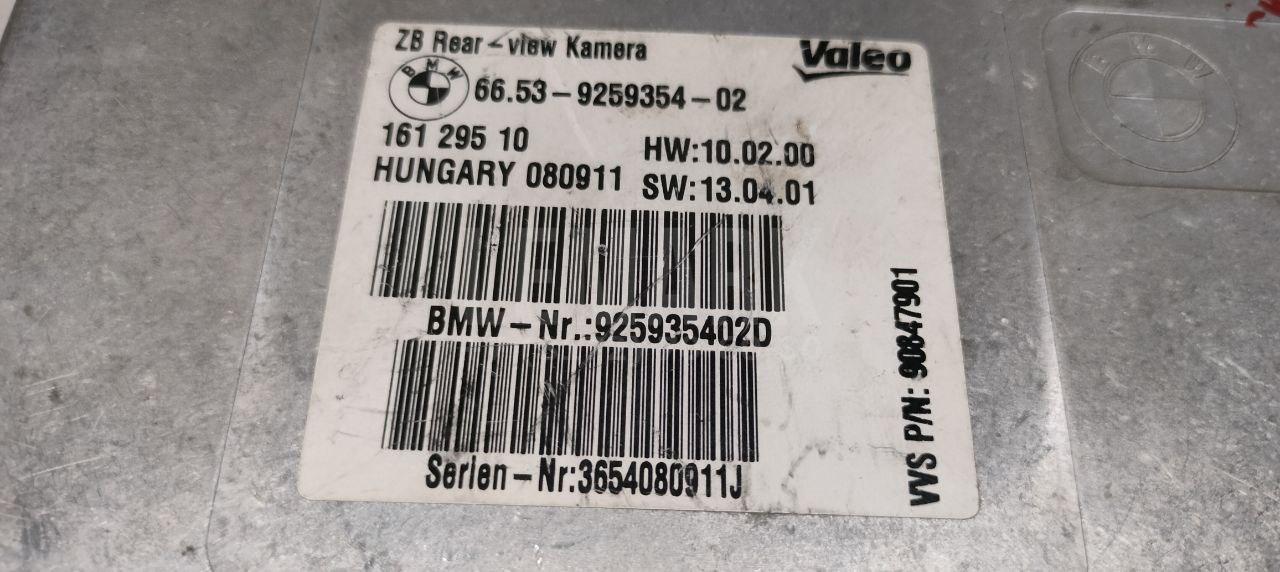 ZB Rear-view Kamera
Valeo
BMW
66.53-9259354-02
161 295 10
HW:10.02.00
HUNGARY 080911
SW:13.04.01
BMW-Nr.:925935402D
Serien-Nr:3654080911J
VVS P/N: 90847901
BMW